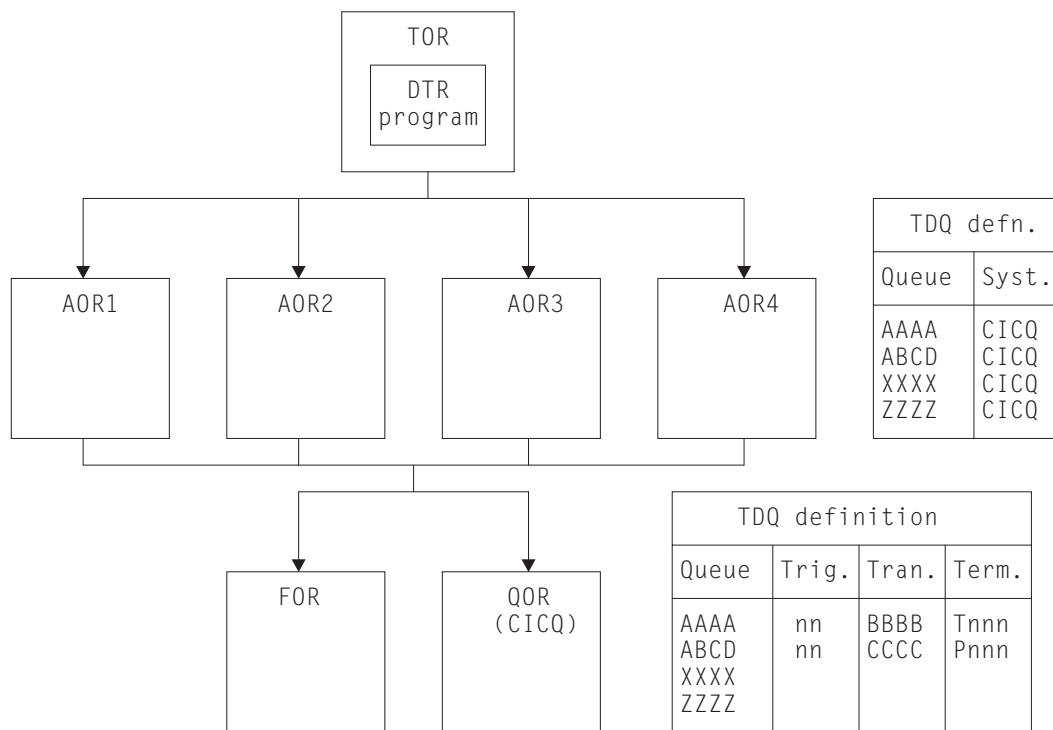 TOR
DTR
program
TDQ defn.
Queue Syst.
AAAA CICQ
ABCD CICQ
XXXX CICQ
ZZZZ CICQ
AOR1 AOR2 AOR3 AOR4
TDQ definition
Queue Trig. Tran. Term.
AAAA nn BBBB Tnnn
ABCD nn CCCC Pnnn
XXXX
ZZZZ
FOR
QOR
(CICQ)